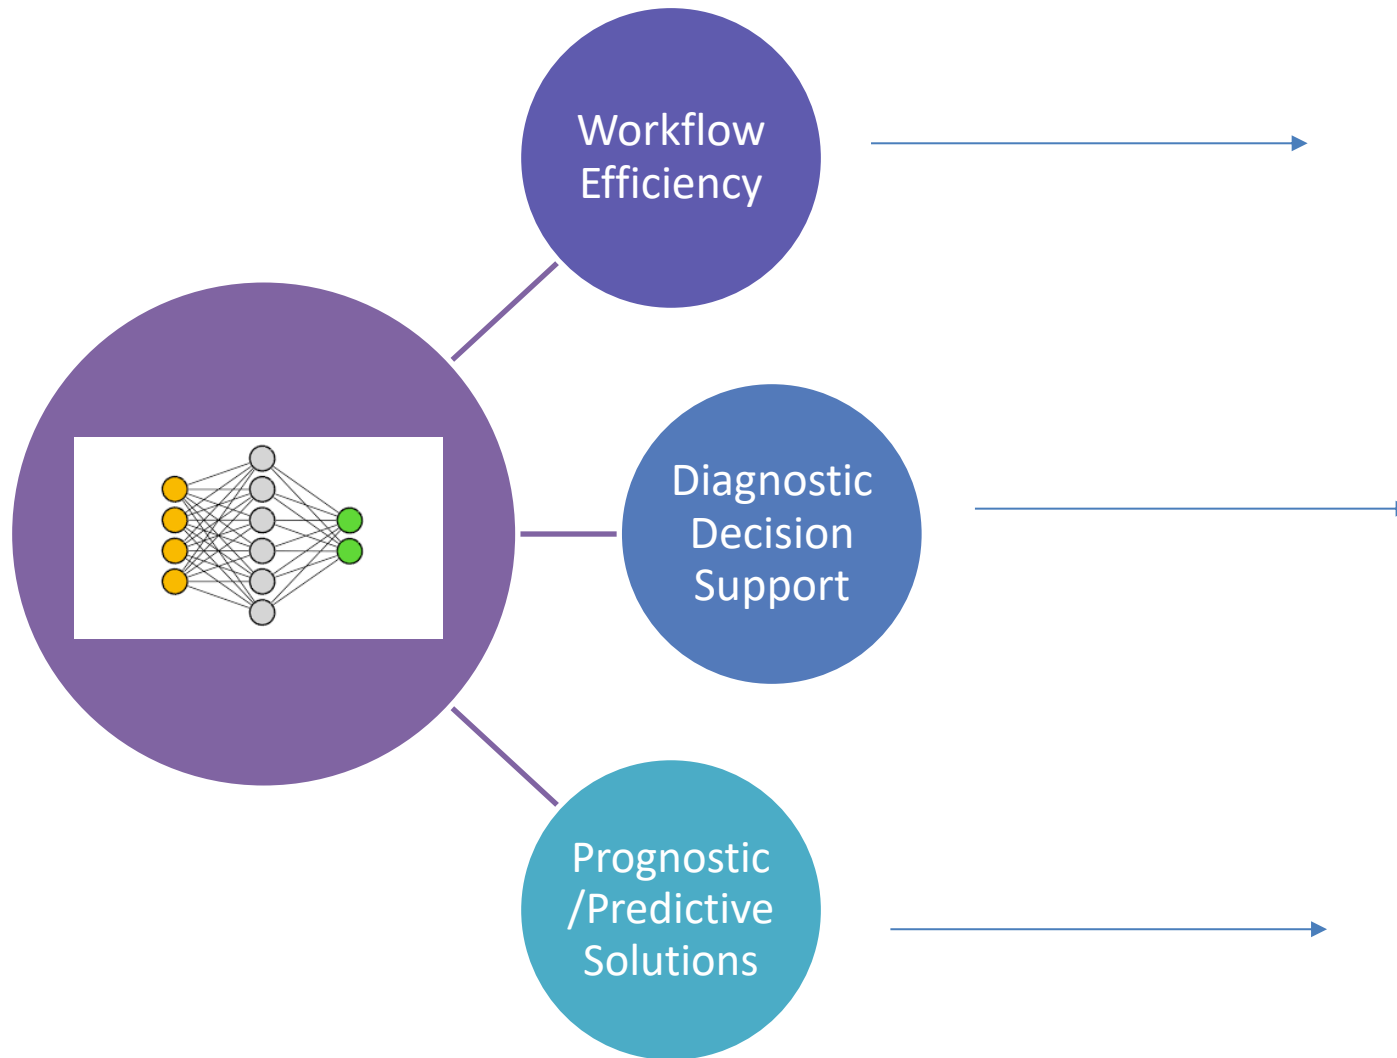 Workflow
Efficiency
Diagnostic
Decision
Support
Prognostic
/Predictive
Solutions